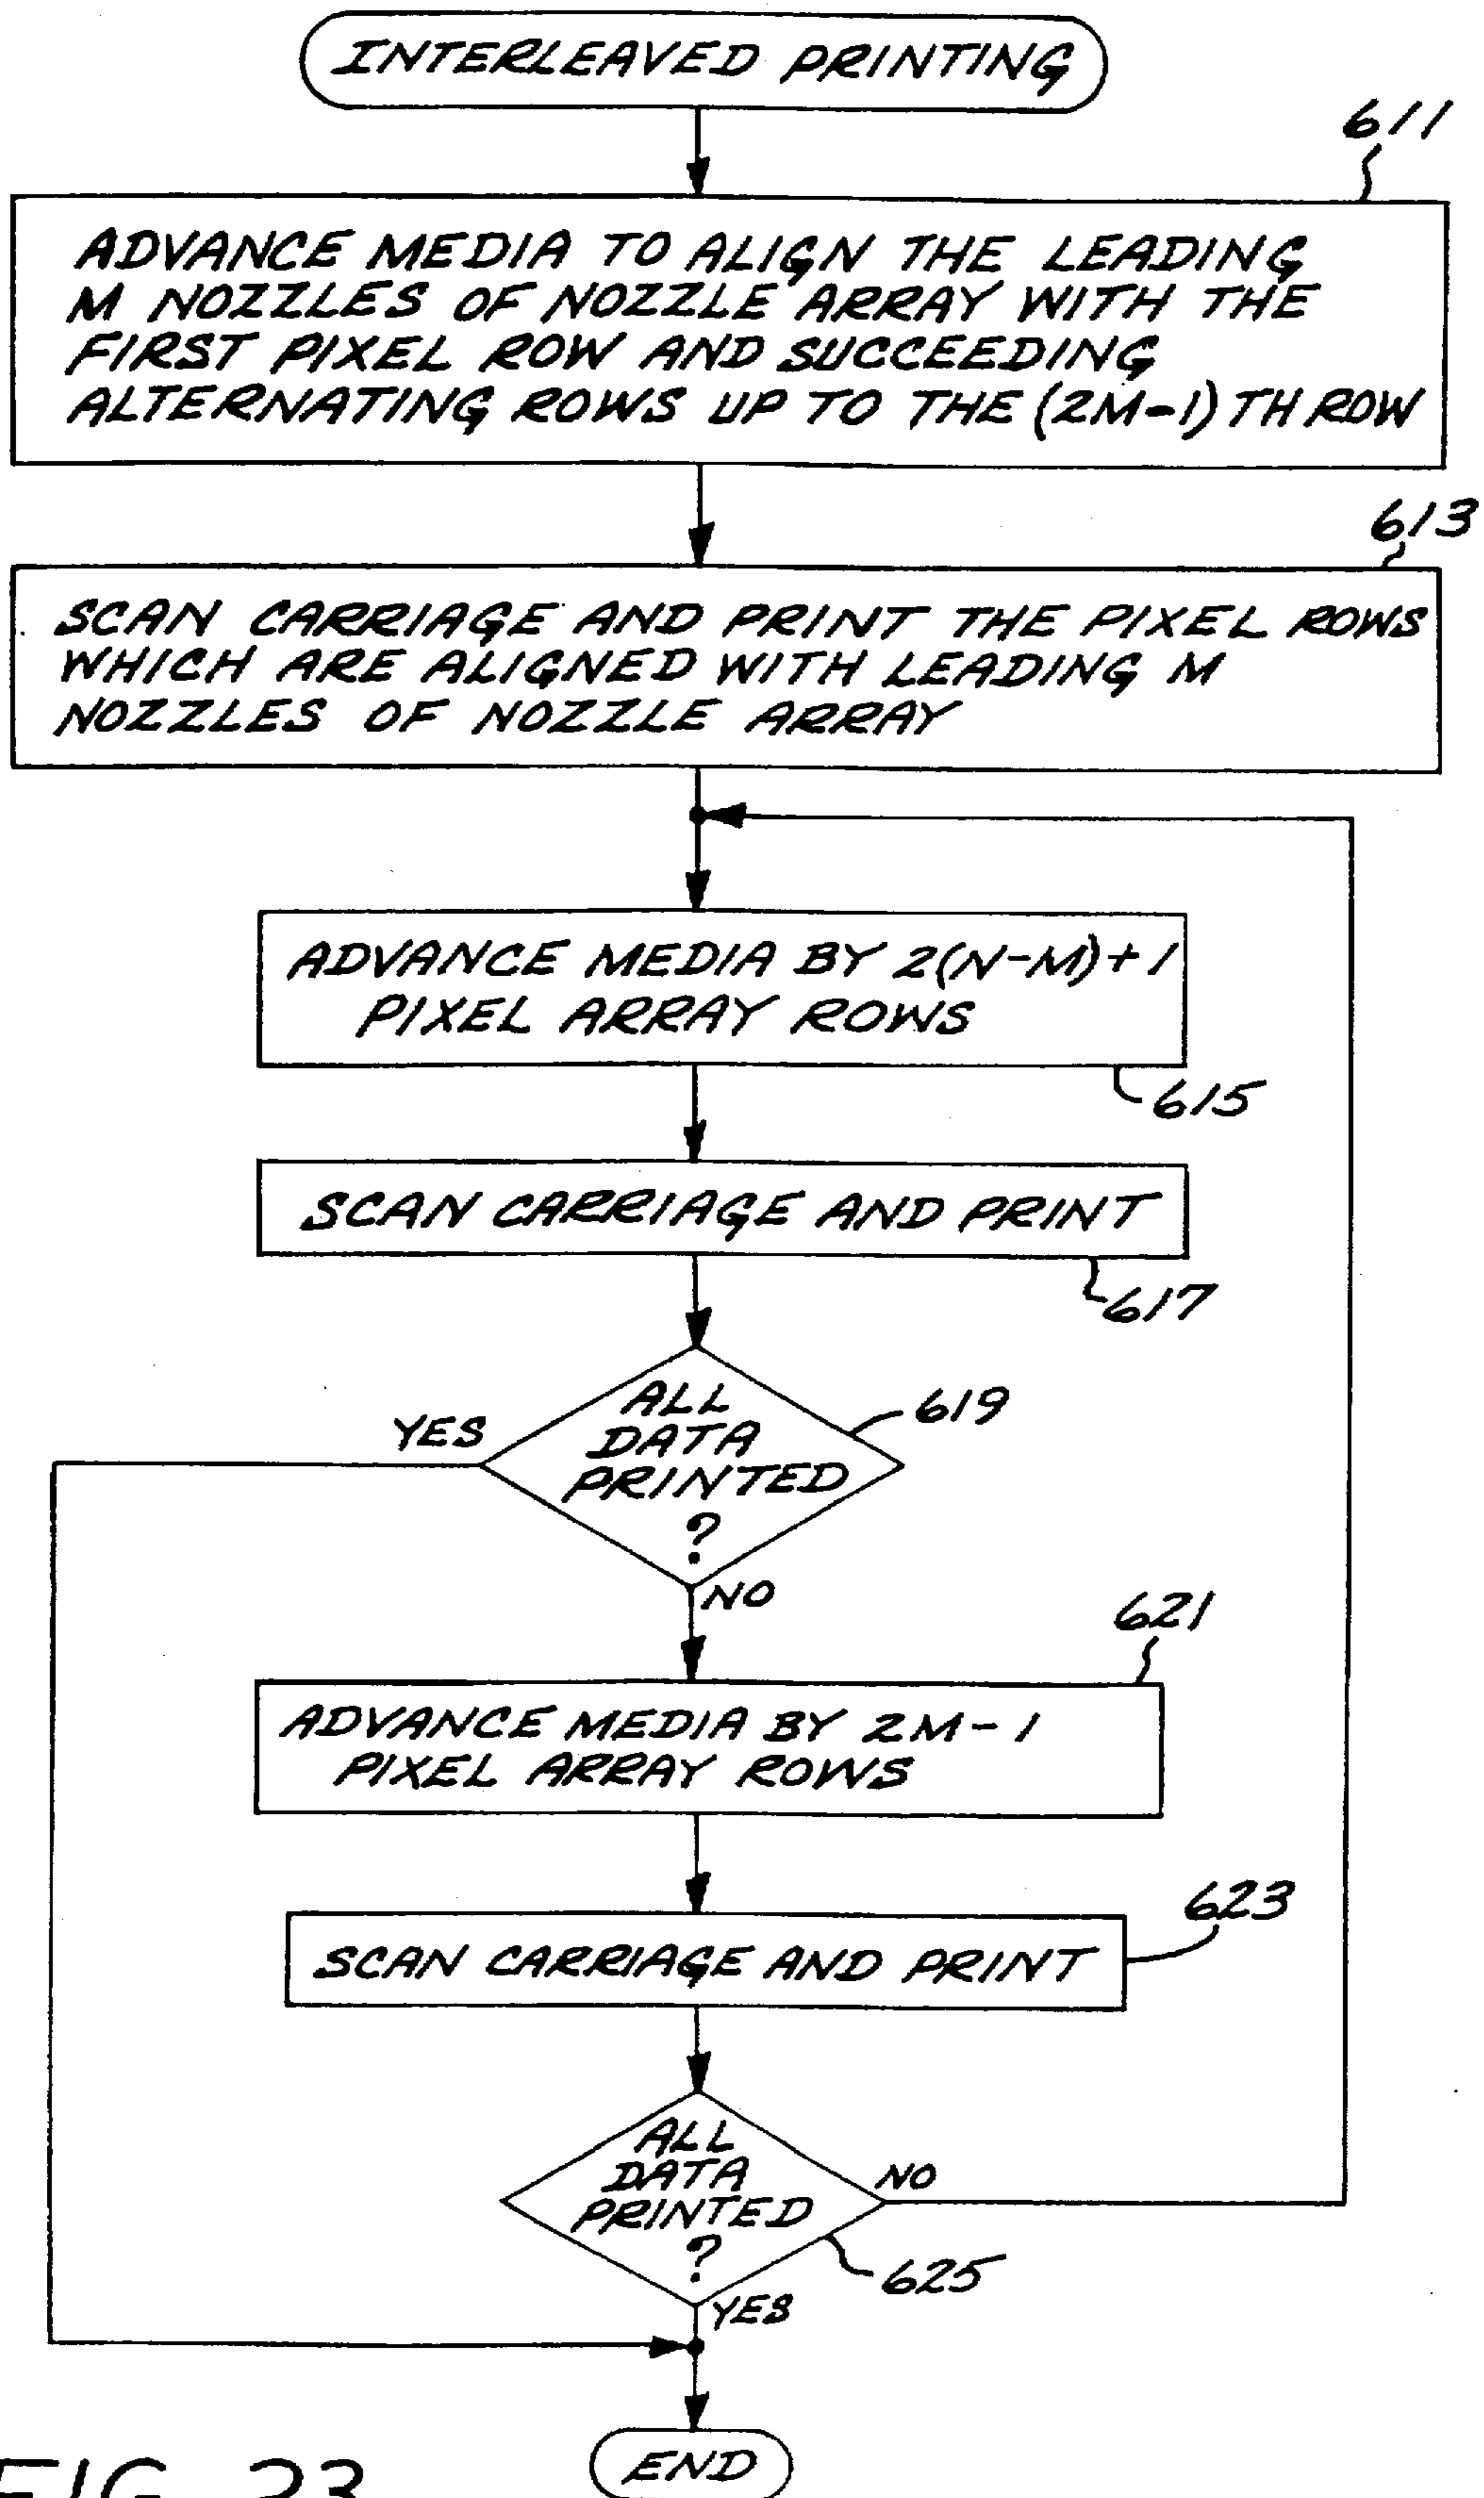 INTERLEAVED PRINTING
611
ADVANCE MEDIA TO ALIGN THE LEADING
M NOZZLES OF NOZZLE ARRAY WITH THE
FIRST PIXEL ROW AND SUCCEEDING
ALTERNATING ROWS UP TO THE (2M-1)TH ROW
613
SCAN CARRIAGE AND PRINT THE PIXEL ROWS
WHICH ARE ALIGNED WITH LEADING M
NOZZLES OF NOZZLE ARRAY
ADVANCE MEDIA BY 2(N-M)+1
PIXEL ARRAY ROWS
615
SCAN CARRIAGE AND PRINT
617
ALL
DATA
PRINTED
?
619
YES
NO
621
ADVANCE MEDIA BY 2M-1
PIXEL ARRAY ROWS
623
SCAN CARRIAGE AND PRINT
ALL
DATA
PRINTED
?
NO
625
YES
END
FIG. 23